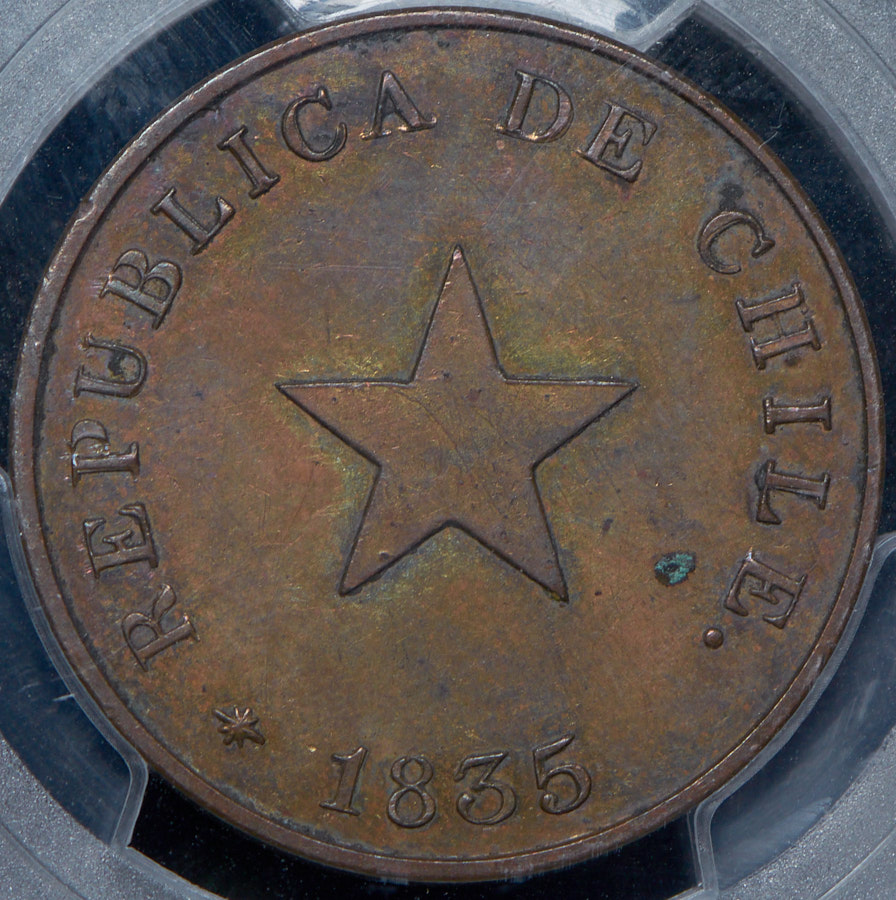 * REPUBLICA DE CHILE.
1835